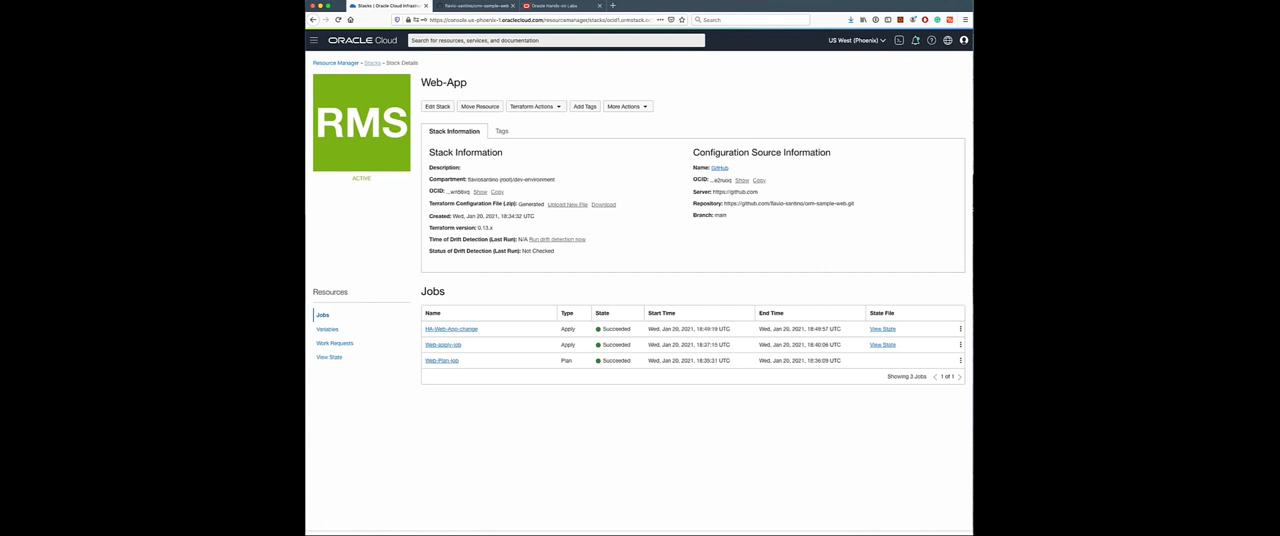 Stacks | Oracle Cloud Infrastr
flavio-santino/orm-sample-web
Oracle Hands-on Labs
https://console.us-phoenix-1.oraclecloud.com/resourcemanager/stacks/ocid1.ormstack.oc
Search
ORACLE Cloud
Search for resources, services, and documentation
US West (Phoenix)
Resource Manager » Stacks » Stack Details
RMS
ACTIVE
Web-App
Edit Stack
Move Resource
Terraform Actions
Add Tags
More Actions
Stack Information
Tags
Stack Information
Description:
Compartment: flaviosantino (root)/dev-environment
OCID: Show Copy
Terraform Configuration File (.zip): Generated Upload New File Download
Created: Wed, Jan 20, 2021, 18:34:32 UTC
Terraform version: 0.13.x
Time of Drift Detection (Last Run): N/A Run drift detection now
Status of Drift Detection (Last Run): Not Checked
Configuration Source Information
Name: GitHub
OCID: Show Copy
Server: https://github.com
Repository: https://github.com/flavio-santino/orm-sample-web.git
Branch: main
Resources
Jobs
Variables
Work Requests
View State
Jobs
Name Type State Start Time End Time State File
HA-Web-App-change Apply Succeeded Wed, Jan 20, 2021, 18:49:19 UTC Wed, Jan 20, 2021, 18:49:57 UTC View State
Web-apply-job Apply Succeeded Wed, Jan 20, 2021, 18:37:15 UTC Wed, Jan 20, 2021, 18:40:06 UTC View State
Web-Plan-job Plan Succeeded Wed, Jan 20, 2021, 18:35:31 UTC Wed, Jan 20, 2021, 18:36:09 UTC
Showing 3 Jobs 1 of 1